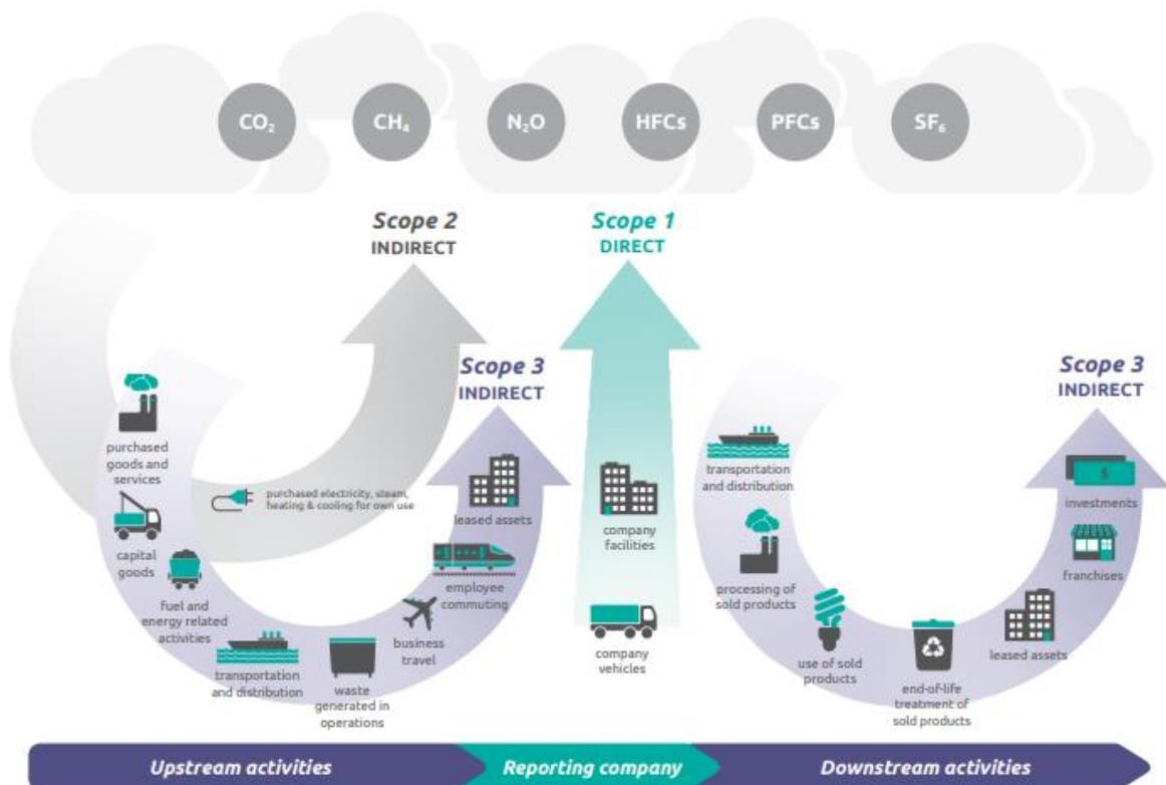 CO₂
CH₄
N₂O
HFCs
PFCs
SF₆
Scope 2
INDIRECT
Scope 1
DIRECT
Scope 3
INDIRECT
Scope 3
INDIRECT
purchased
goods and
services
capital
goods
fuel and
energy related
activities
purchased electricity, steam,
heating & cooling for own use
transportation
and distribution
waste
generated in
operations
business
travel
employee
commuting
leased assets
company
facilities
company
vehicles
transportation
and distribution
processing of
sold products
use of sold
products
end-of-life
treatment of
sold products
leased assets
franchises
$
investments
Upstream activities
Reporting company
Downstream activities